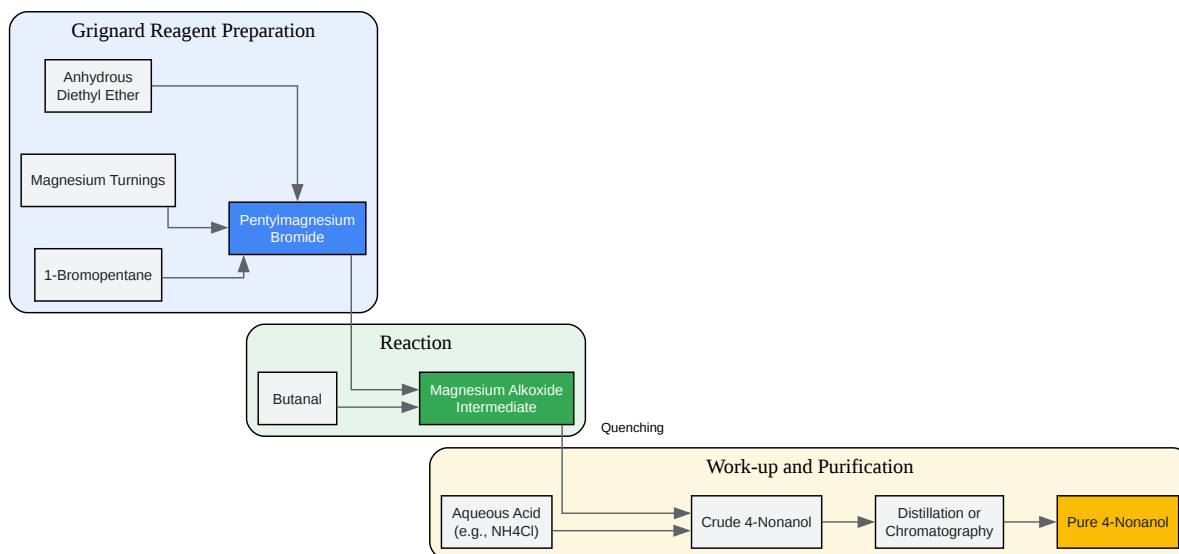 Grignard Reagent Preparation
Anhydrous
Diethyl Ether
Magnesium Turnings
Pentylmagnesium
Bromide
1-Bromopentane
Reaction
Butanal
Magnesium Alkoxide
Intermediate
Quenching
Work-up and Purification
Aqueous Acid
(e.g., NH4Cl)
Crude 4-Nonanol
Distillation or
Chromatography
Pure 4-Nonanol